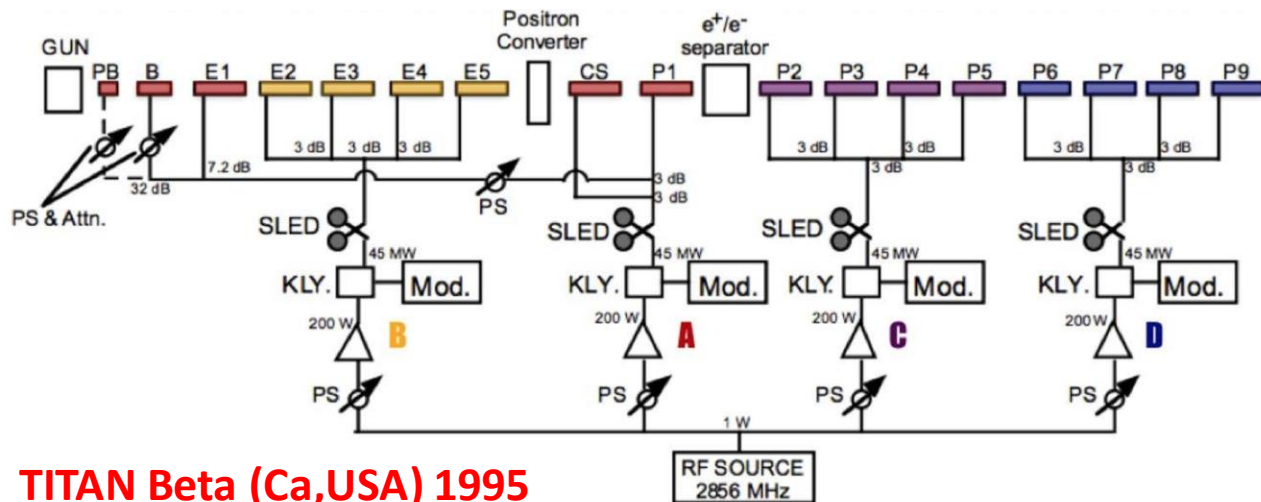 Positron
Converter
e+/e-
separator
GUN
PB B E1 E2 E3 E4 E5 CS P1 P2 P3 P4 P5 P6 P7 P8 P9
3 dB 3 dB 3 dB 3 dB 3 dB 3 dB 3 dB
7.2 dB 3 dB 3 dB 3 dB
32 dB 3 dB
PS & Attn. PS
SLED SLED SLED SLED
45 MW 45 MW 45 MW 45 MW
KLY. Mod. KLY. Mod. KLY. Mod. KLY. Mod.
200 W B 200 W A 200 W C 200 W D
PS PS PS PS
1 W
RF SOURCE
2856 MHz
TITAN Beta (Ca,USA) 1995